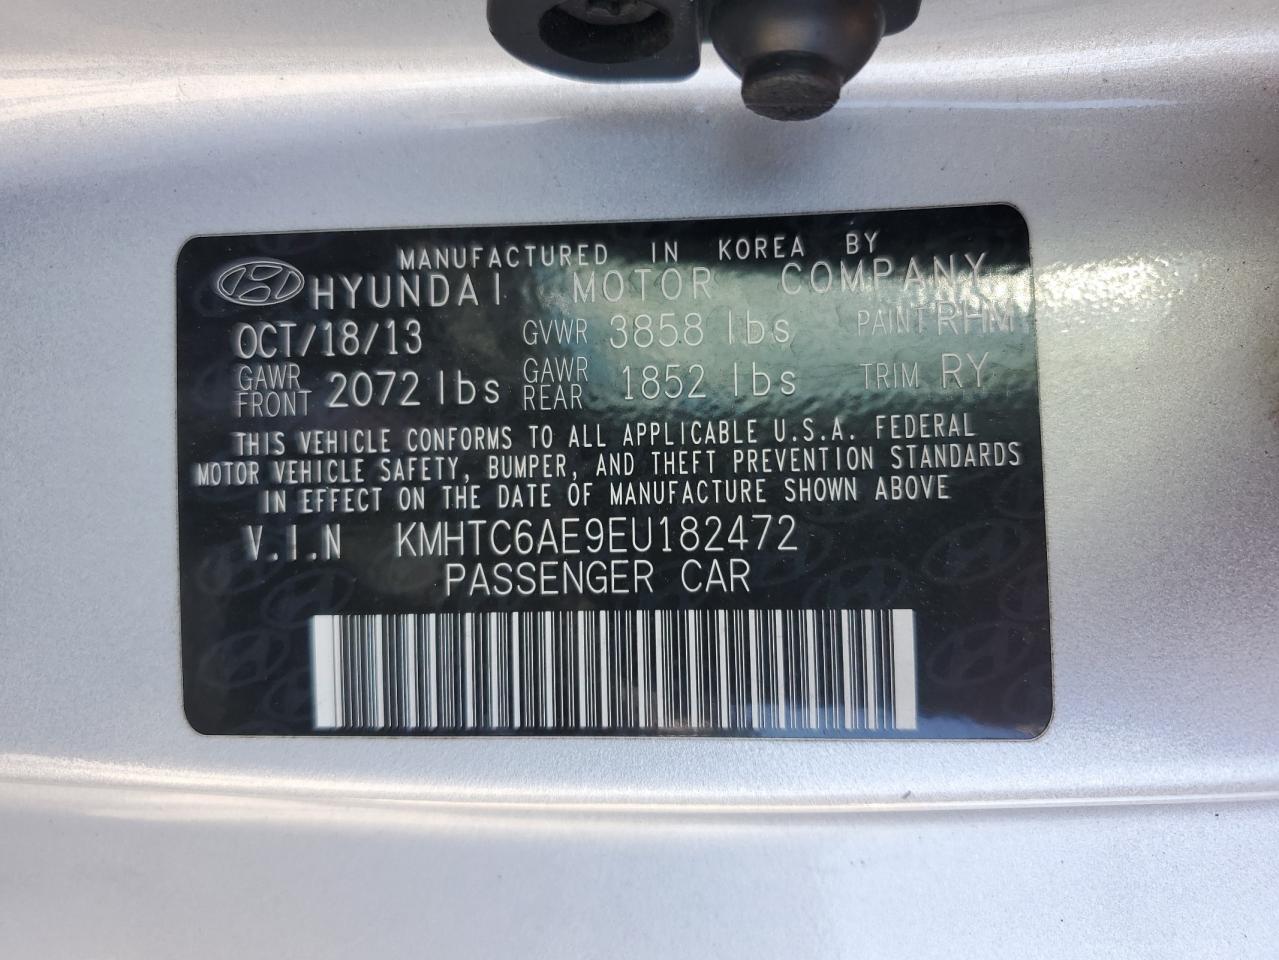 MANUFACTURED IN KOREA BY
HYUNDAI MOTOR COMPANY
OCT/18/13 GVWR 3858 lbs PAINT RHM
GAWR FRONT 2072 lbs GAWR REAR 1852 lbs TRIM RY
THIS VEHICLE CONFORMS TO ALL APPLICABLE U.S.A. FEDERAL
MOTOR VEHICLE SAFETY, BUMPER, AND THEFT PREVENTION STANDARDS
IN EFFECT ON THE DATE OF MANUFACTURE SHOWN ABOVE
V.I.N KMHTC6AE9EU182472
PASSENGER CAR